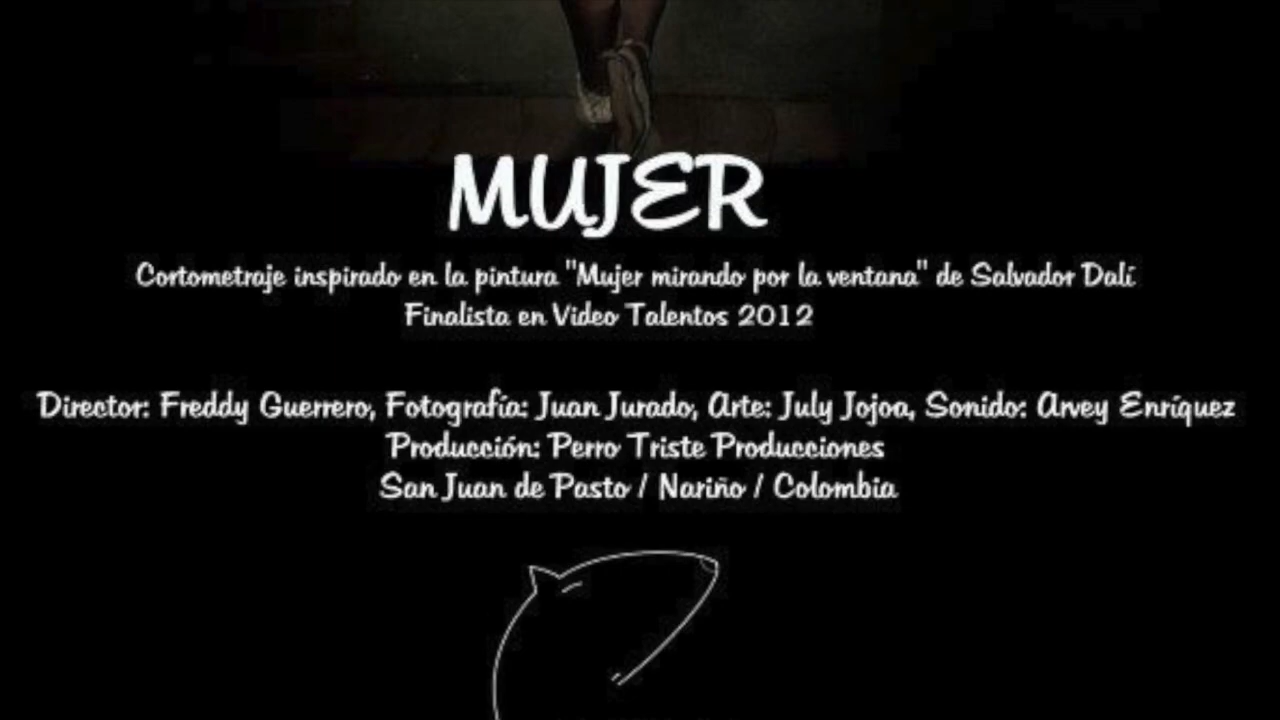 MUJER
Cortometraje inspirado en la pintura "Mujer mirando por la ventana" de Salvador Dalí
Finalista en Video Talentos 2012
Director: Freddy Guerrero, Fotografía: Juan Jurado, Arte: July Jojoa, Sonido: Arvey Enríquez
Producción: Perro Triste Producciones
San Juan de Pasto / Nariño / Colombia